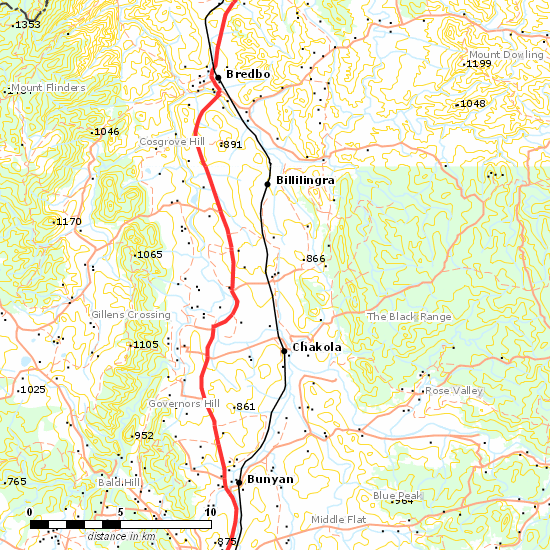 1353
Mount Dowling
1199
Bredbo
Mount Flinders
1048
1046
Cosgrove Hill
891
Billilingra
1170
1065
866
Gillens Crossing
The Black Range
1105
Chakola
1025
Rose Valley
Governors Hill
861
952
765
Bald Hill
Bunyan
Blue Peak
964
0 5 10
Middle Flat
distance in km
875